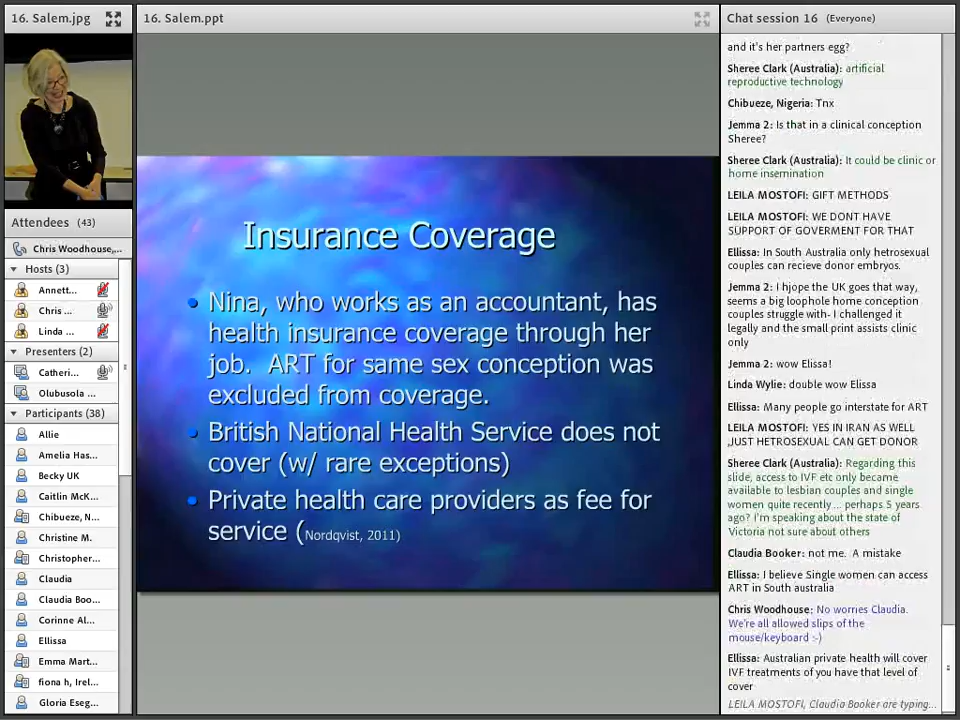 16. Salem.jpg
Attendees (43)
Chris Woodhouse,...
Hosts (3)
Annett...
Chris ...
Linda ...
Presenters (2)
Catheri...
Olubusola ...
Participants (38)
Allie
Amelia Has...
Becky UK
Caitlin McK...
Chibueze, N...
Christine M.
Christopher...
Claudia
Claudia Boo...
Corinne Al...
Ellissa
Emma Mart...
fiona h, Irel...
Gloria Eseg...
16. Salem.ppt
Insurance Coverage
• Nina, who works as an accountant, has
health insurance coverage through her
job. ART for same sex conception was
excluded from coverage.
• British National Health Service does not
cover (w/ rare exceptions)
• Private health care providers as fee for
service (Nordqvist, 2011)
Chat session 16 (Everyone)
and it's her partners egg?
Sheree Clark (Australia): artificial
reproductive technology
Chibueze, Nigeria: Tnx
Jemma 2: Is that in a clinical conception
Sheree?
Sheree Clark (Australia): It could be clinic or
home insemination
LEILA MOSTOFI: GIFT METHODS
LEILA MOSTOFI: WE DONT HAVE
SUPPORT OF GOVERMENT FOR THAT
Ellissa: In South Australia only hetrosexual
couples can recieve donor embryos.
Jemma 2: I hjope the UK goes that way,
seems a big loophole home conception
couples struggle with- I challenged it
legally and the small print assists clinic
only
Jemma 2: wow Elissa!
Linda Wylie: double wow Elissa
Ellissa: Many people go interstate for ART
LEILA MOSTOFI: YES IN IRAN AS WELL
,JUST HETROSEXUAL CAN GET DONOR
Sheree Clark (Australia): Regarding this
slide, access to IVF etc only became
available to lesbian couples and single
women quite recently... perhaps 5 years
ago? I'm speaking about the state of
Victoria not sure about others
Claudia Booker: not me. A mistake
Ellissa: I believe Single women can access
ART in South australia
Chris Woodhouse: No worries Claudia.
We're all allowed slips of the
mouse/keyboard :-)
Ellissa: Australian private health will cover
IVF treatments of you have that level of
cover
LEILA MOSTOFI, Claudia Booker are typing...